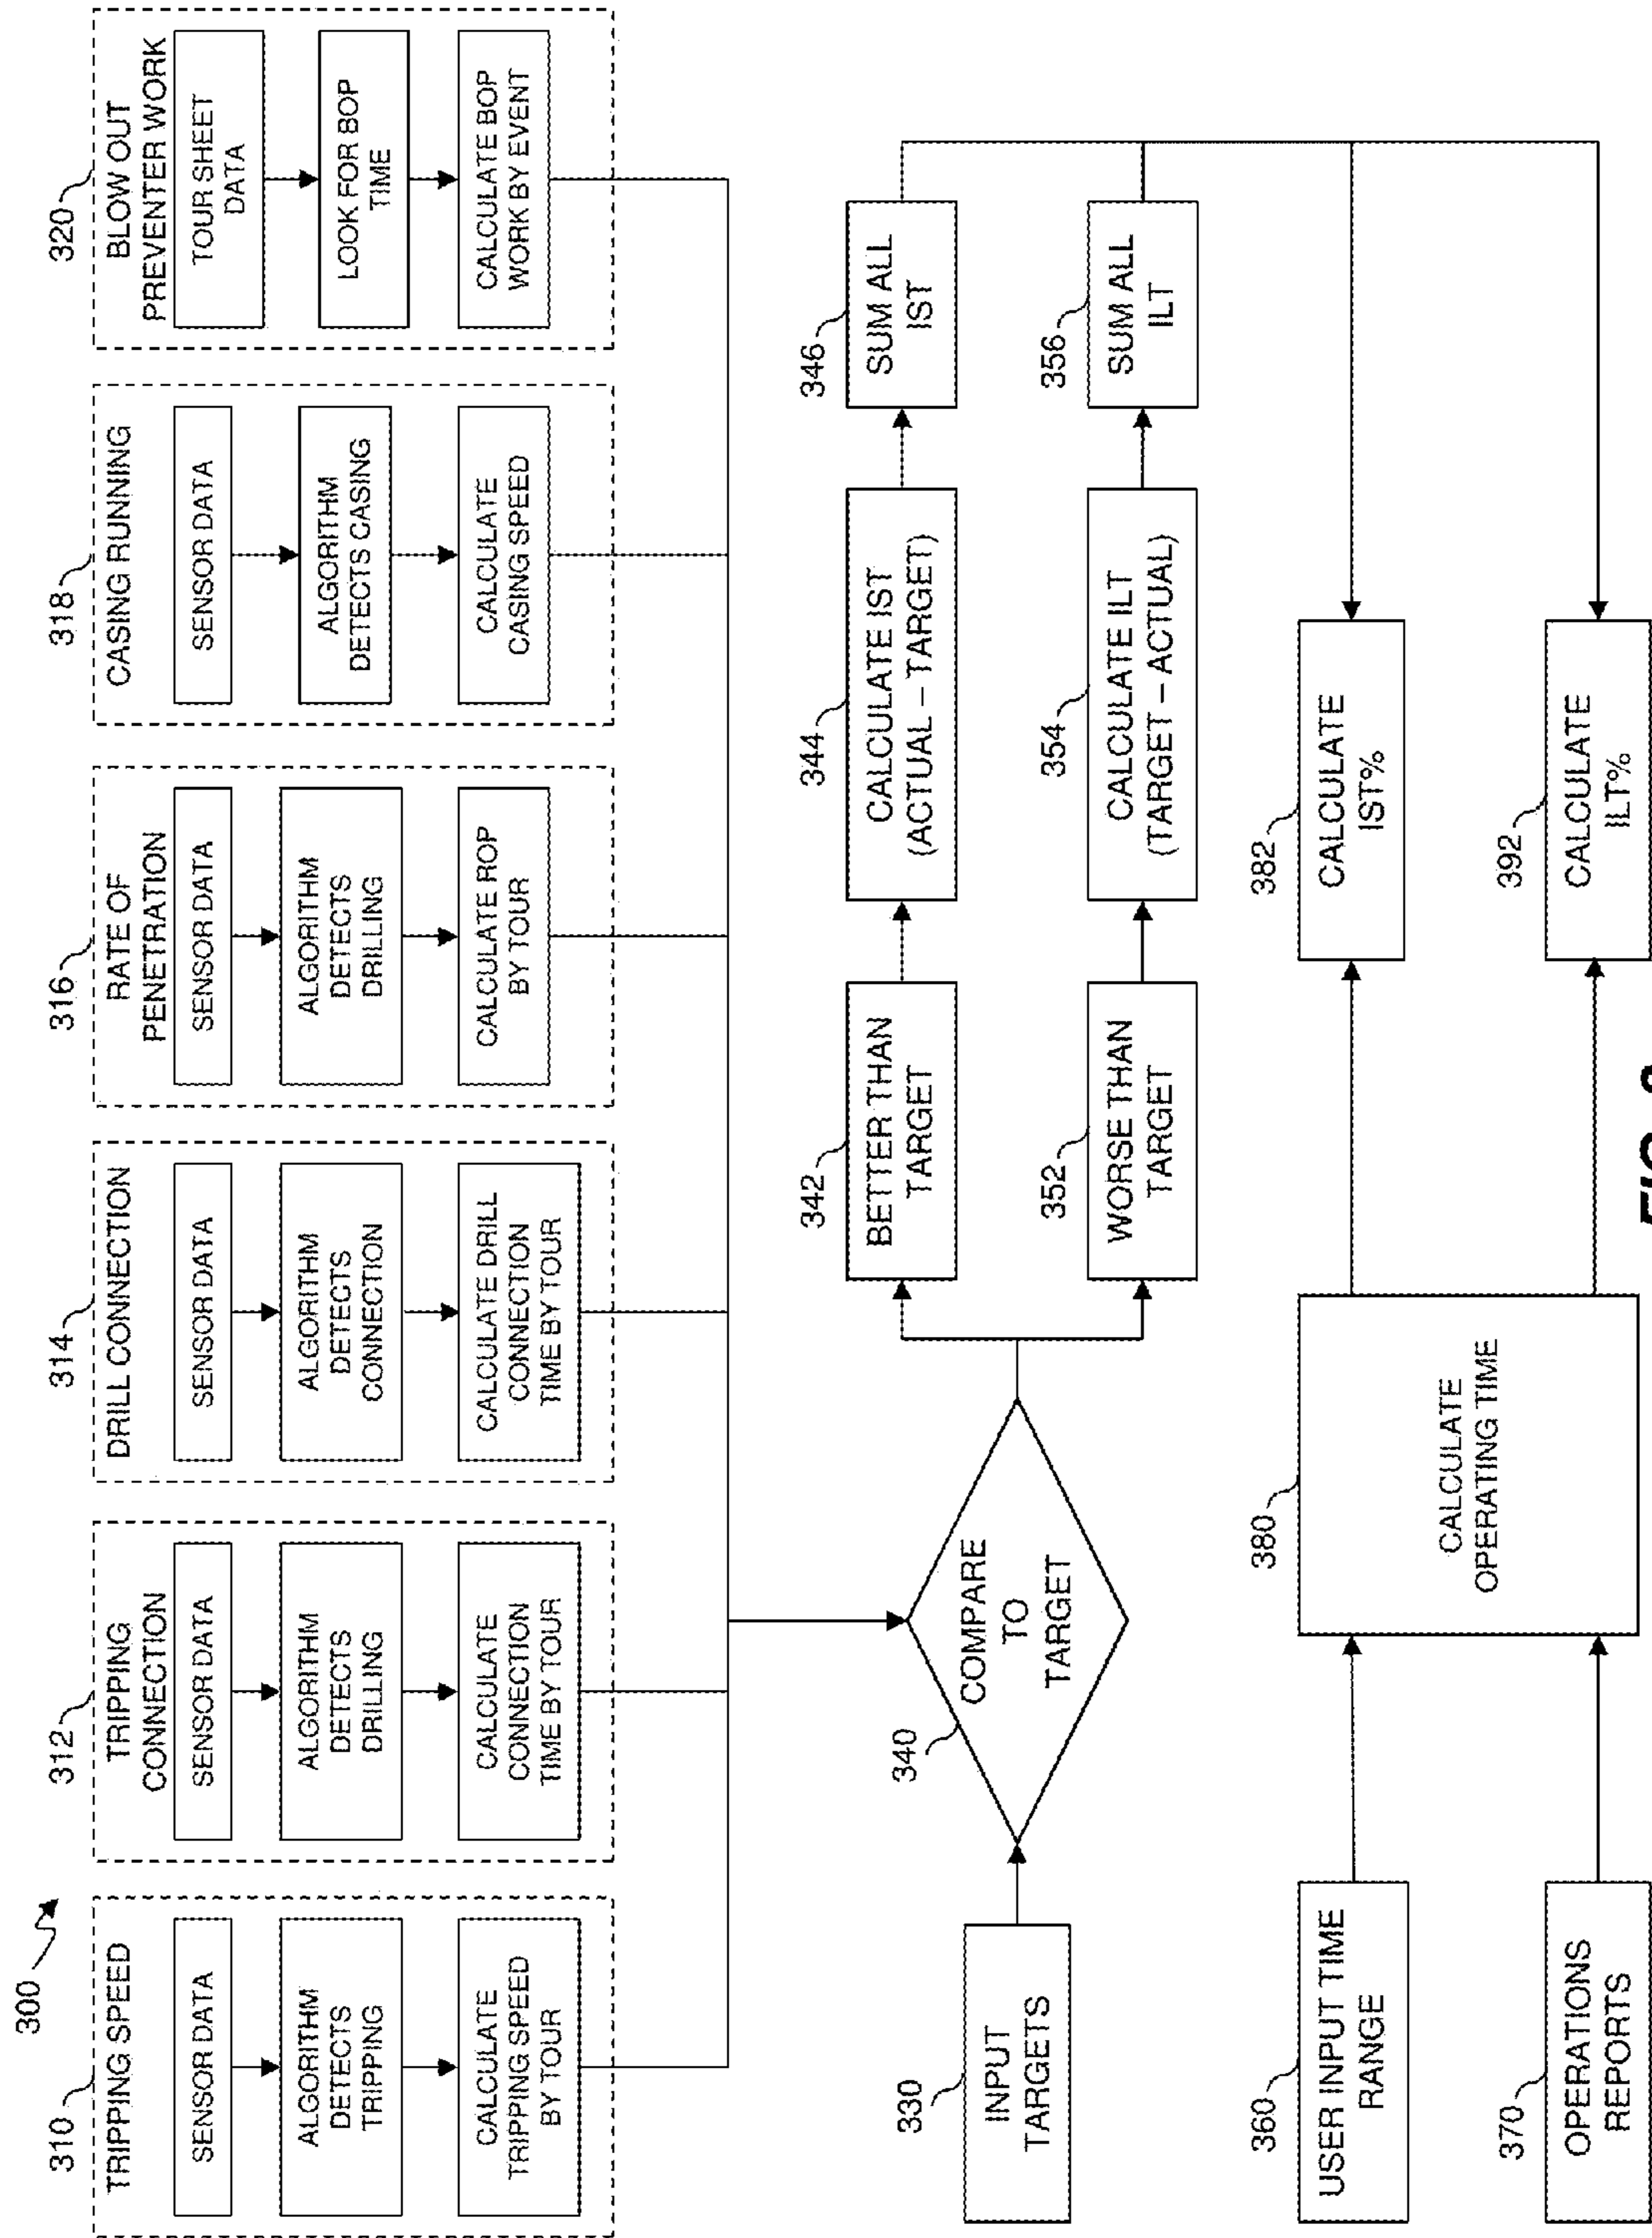 300
310
TRIPPING SPEED
SENSOR DATA
ALGORITHM
DETECTS
TRIPPING
CALCULATE
TRIPPING SPEED
BY TOUR
312
TRIPPING
CONNECTION
SENSOR DATA
ALGORITHM
DETECTS
DRILLING
CALCULATE
CONNECTION
TIME BY TOUR
314
DRILL CONNECTION
SENSOR DATA
ALGORITHM
DETECTS
CONNECTION
CALCULATE DRILL
CONNECTION
TIME BY TOUR
316
RATE OF
PENETRATION
SENSOR DATA
ALGORITHM
DETECTS
DRILLING
CALCULATE ROP
BY TOUR
318
CASING RUNNING
SENSOR DATA
ALGORITHM
DETECTS CASING
CALCULATE
CASING SPEED
320
BLOW OUT
PREVENTER WORK
TOUR SHEET
DATA
LOOK FOR BOP
TIME
CALCULATE BOP
WORK BY EVENT
330
INPUT
TARGETS
340
COMPARE
TO
TARGET
342
BETTER THAN
TARGET
344
CALCULATE IST
(ACTUAL – TARGET)
346
SUM ALL
IST
352
WORSE THAN
TARGET
354
CALCULATE ILT
(TARGET – ACTUAL)
356
SUM ALL
ILT
360
USER INPUT TIME
RANGE
370
OPERATIONS
REPORTS
380
CALCULATE
OPERATING TIME
382
CALCULATE
IST%
392
CALCULATE
ILT%
FIG.